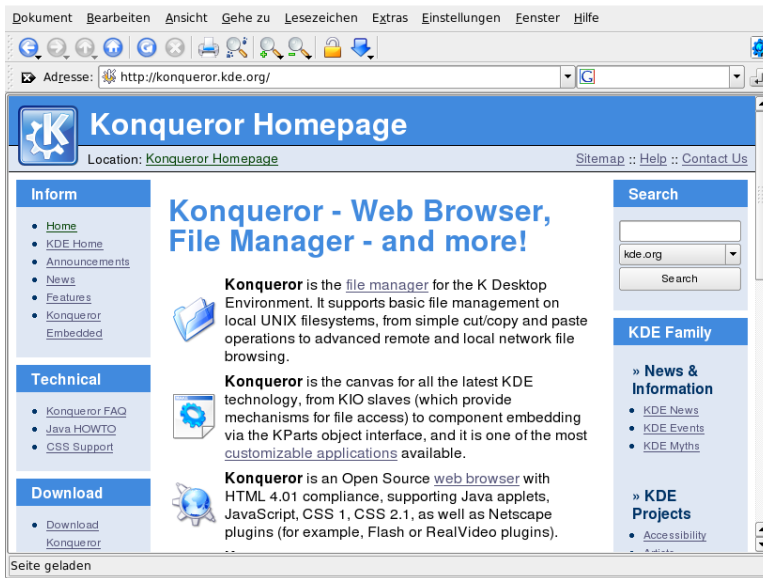 Dokument Bearbeiten Ansicht Gehe zu Lesezeichen Extras Einstellungen Fenster Hilfe
Adresse: http://konqueror.kde.org/
Konqueror Homepage
Location: Konqueror Homepage
Sitemap :: Help :: Contact Us
Inform
Home
KDE Home
Announcements
News
Features
Konqueror
Embedded
Technical
Konqueror FAQ
Java HOWTO
CSS Support
Download
Download
Konqueror
Konqueror - Web Browser,
File Manager - and more!
Konqueror is the file manager for the K Desktop
Environment. It supports basic file management on
local UNIX filesystems, from simple cut/copy and paste
operations to advanced remote and local network file
browsing.
Konqueror is the canvas for all the latest KDE
technology, from KIO slaves (which provide
mechanisms for file access) to component embedding
via the KParts object interface, and it is one of the most
customizable applications available.
Konqueror is an Open Source web browser with
HTML 4.01 compliance, supporting Java applets,
JavaScript, CSS 1, CSS 2.1, as well as Netscape
plugins (for example, Flash or RealVideo plugins).
Search
kde.org
Search
KDE Family
» News &
Information
KDE News
KDE Events
KDE Myths
» KDE
Projects
Accessibility
Seite geladen